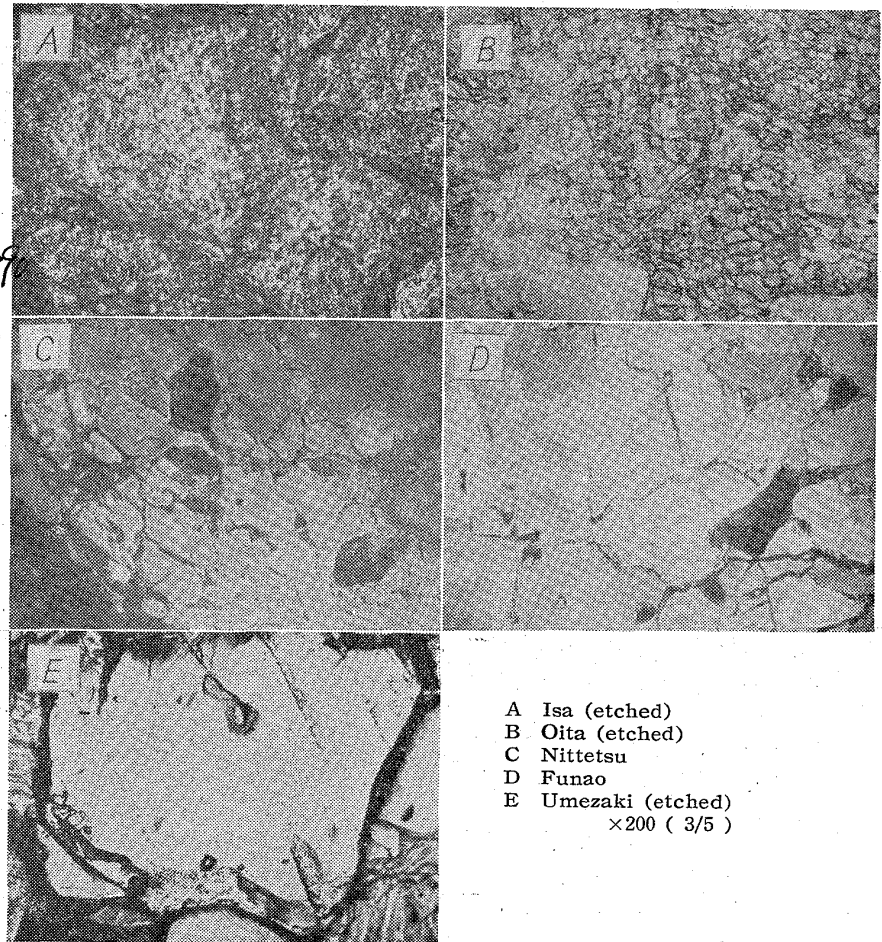 A
B
C
D
E
A Isa (etched)
B Oita (etched)
C Nittetsu
D Funao
E Umezaki (etched)
×200 ( 3/5 )